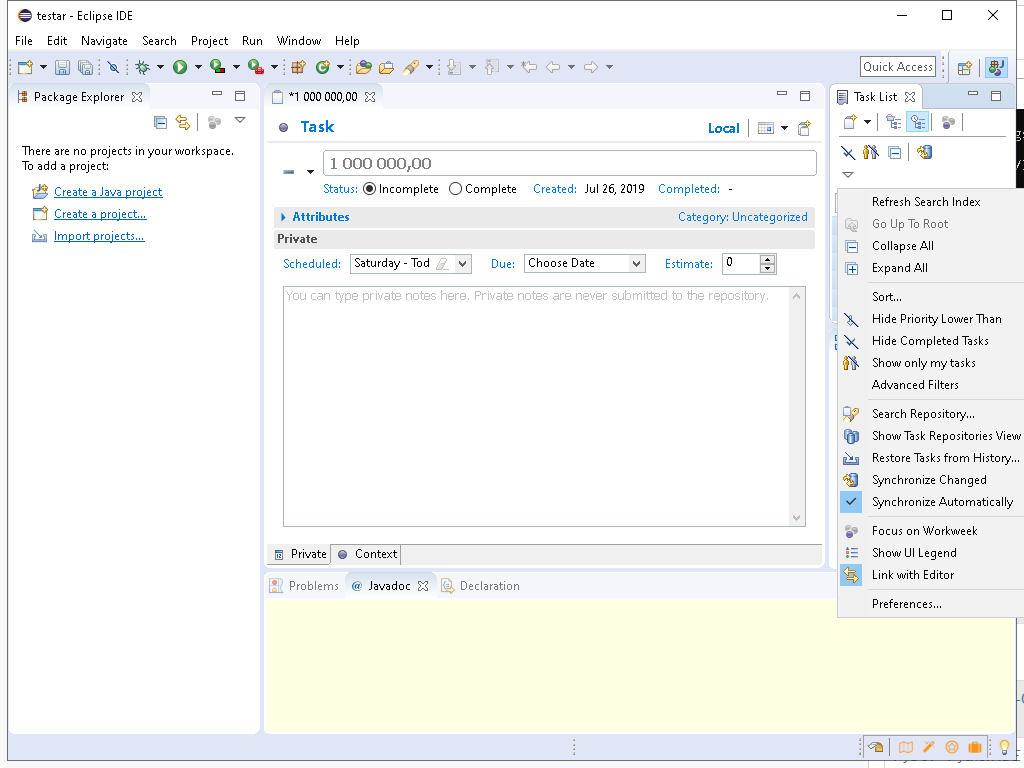 testar - Eclipse IDE
File Edit Navigate Search Project Run Window Help
Quick Access
Package Explorer
There are no projects in your workspace.
To add a project:
Create a Java project
Create a project...
Import projects...
*1 000 000,00
Task
Local
1 000 000,00
Status: Incomplete Complete Created: Jul 26, 2019 Completed: -
Attributes Category: Uncategorized
Private
Scheduled: Saturday - Tod Due: Choose Date Estimate: 0
You can type private notes here. Private notes are never submitted to the repository.
Private Context
Problems @ Javadoc Declaration
Task List
Refresh Search Index
Go Up To Root
Collapse All
Expand All
Sort...
Hide Priority Lower Than
Hide Completed Tasks
Show only my tasks
Advanced Filters
Search Repository...
Show Task Repositories View
Restore Tasks from History...
Synchronize Changed
Synchronize Automatically
Focus on Workweek
Show UI Legend
Link with Editor
Preferences...